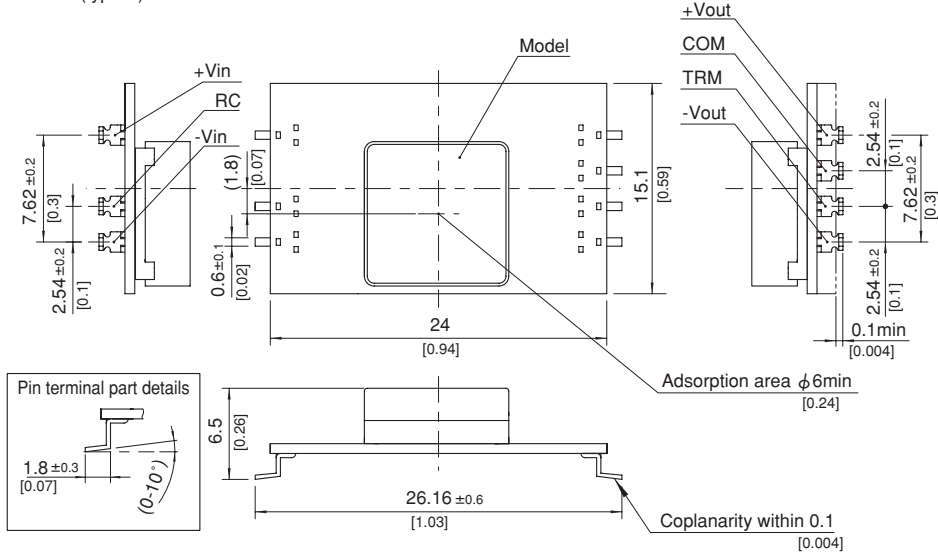 +Vin
RC
-Vin
7.62 ±0.2
[0.3]
2.54 ±0.2
[0.1]
Model
(1.8)
[0.07]
0.6±0.1
[0.02]
15.1
[0.59]
24
[0.94]
+Vout
COM
TRM
-Vout
2.54 ±0.2
[0.1]
7.62 ±0.2
[0.3]
2.54 ±0.2
[0.1]
0.1min
[0.004]
Adsorption area ϕ6min
[0.24]
Pin terminal part details
1.8 ±0.3
[0.07]
(0-10°)
6.5
[0.26]
26.16 ±0.6
[1.03]
Coplanarity within 0.1
[0.004]